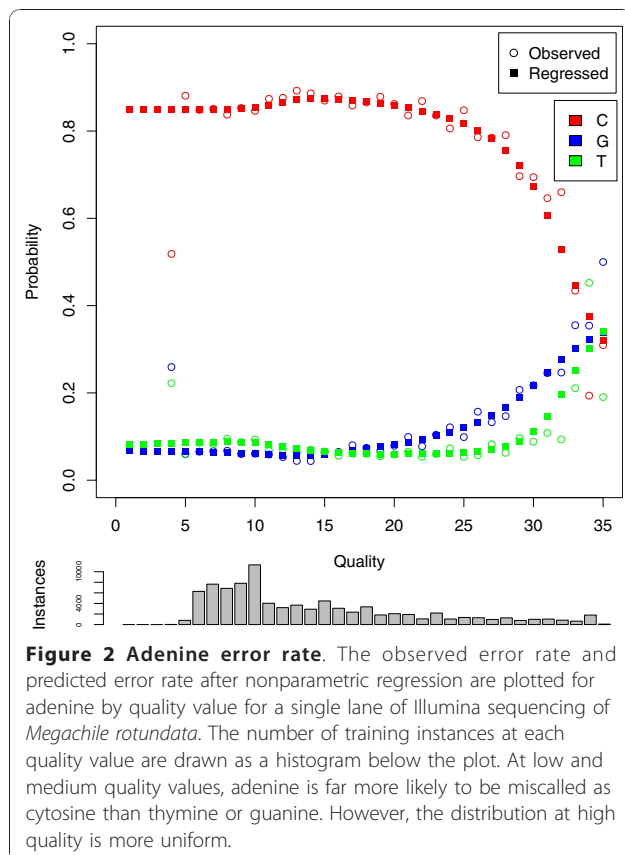 1.0
0.8
0.6
0.4
0.2
0.0
Probability
Observed
Regressed
C
G
T
0 5 10 15 20 25 30 35
Quality
Instances
10000
4000
0
Figure 2 Adenine error rate. The observed error rate and
predicted error rate after nonparametric regression are plotted for
adenine by quality value for a single lane of Illumina sequencing of
Megachile rotundata. The number of training instances at each
quality value are drawn as a histogram below the plot. At low and
medium quality values, adenine is far more likely to be miscalled as
cytosine than thymine or guanine. However, the distribution at high
quality is more uniform.